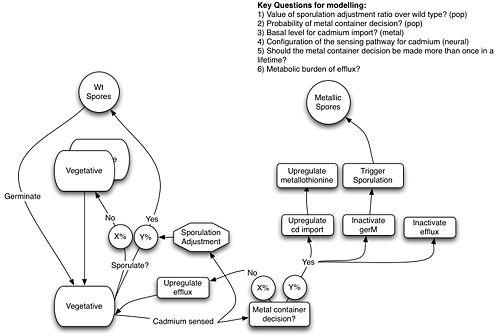 Key Questions for modelling:
1) Value of sporulation adjustment ratio over wild type? (pop)
2) Probability of metal container decision? (pop)
3) Basal level for cadmium import? (metal)
4) Configuration of the sensing pathway for cadmium (neural)
5) Should the metal container decision be made more than once in a
lifetime?
6) Metabolic burden of efflux?
Wt
Spores
Metallic
Spores
Vegetative
Germinate
No
Yes
X%
Y%
Sporulate?
Sporulation
Adjustment
Upregulate
metallothionine
Trigger
Sporulation
Upregulate
cd import
Inactivate
germM
Inactivate
efflux
Yes
No
X%
Y%
Upregulate
efflux
Vegetative
Cadmium sensed
Metal container
decision?